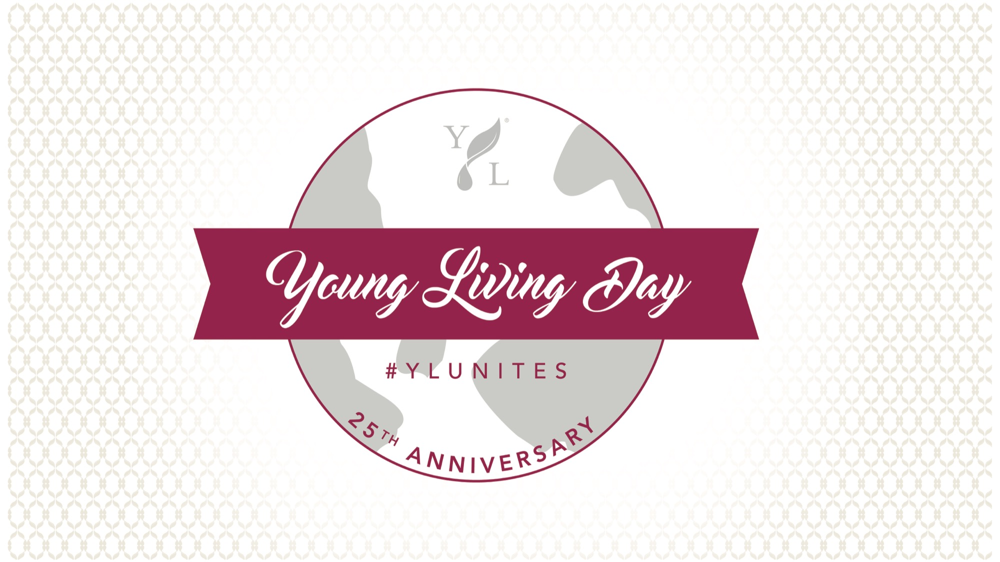 Y ®
L
Young Living Day
#YLUNITES
25TH ANNIVERSARY